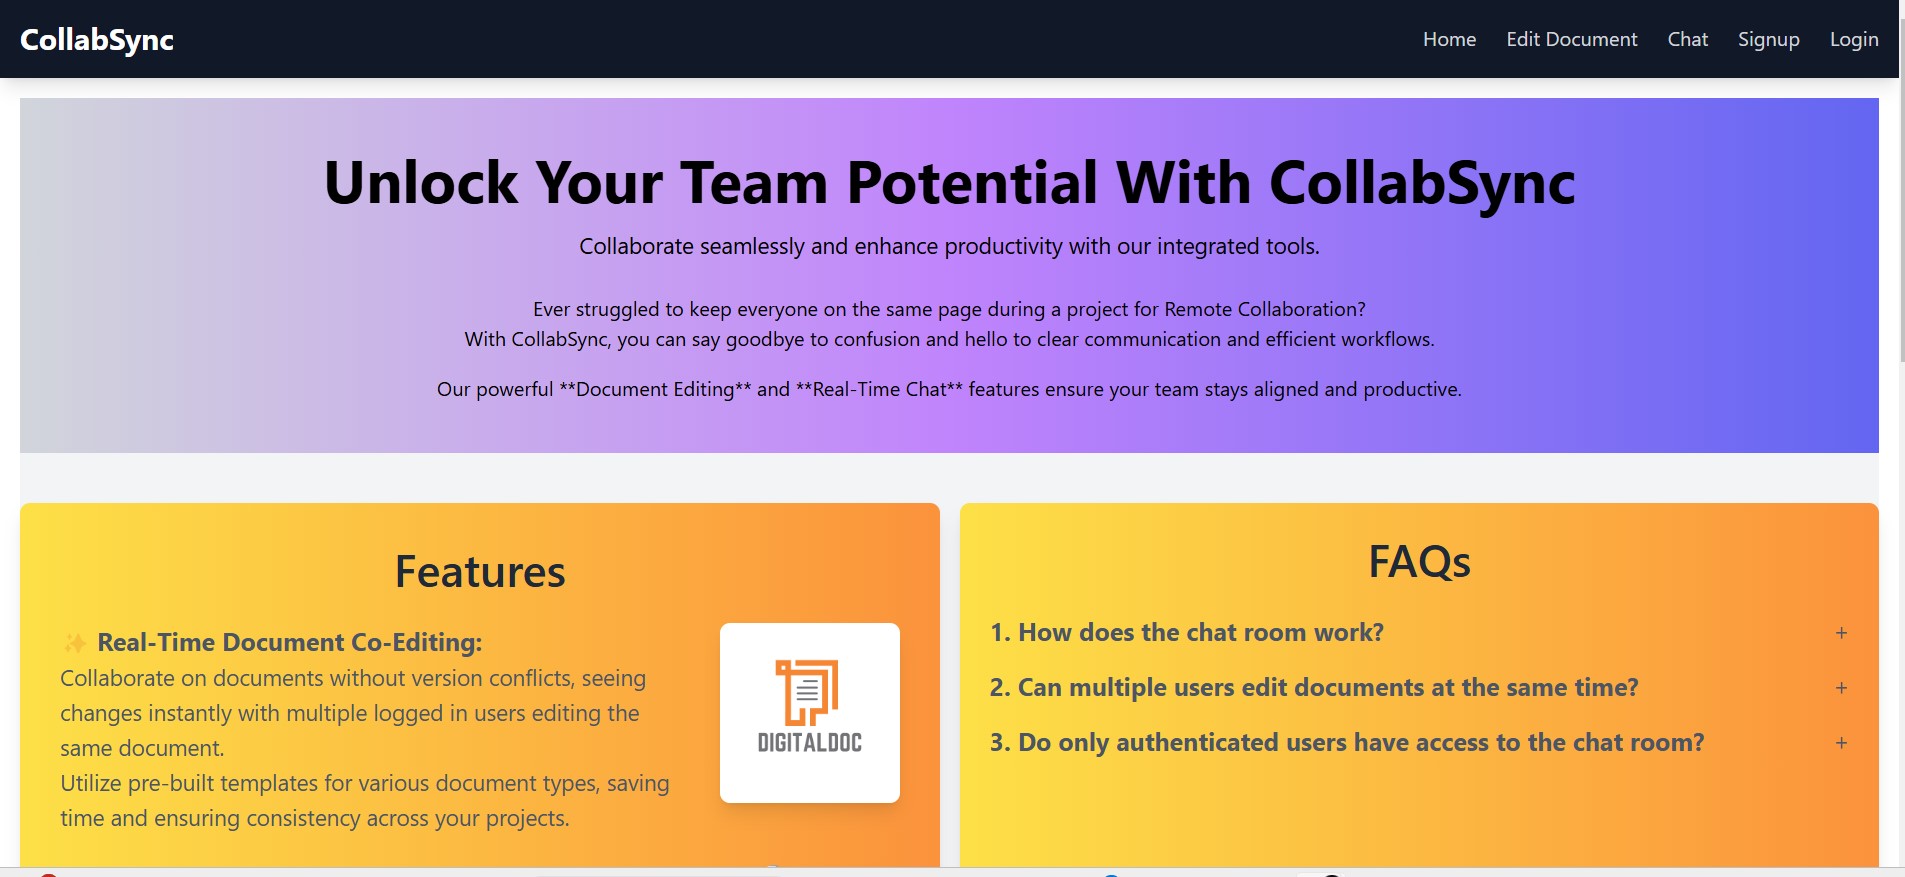 CollabSync
Home Edit Document Chat Signup Login
Unlock Your Team Potential With CollabSync
Collaborate seamlessly and enhance productivity with our integrated tools.
Ever struggled to keep everyone on the same page during a project for Remote Collaboration?
With CollabSync, you can say goodbye to confusion and hello to clear communication and efficient workflows.
Our powerful **Document Editing** and **Real-Time Chat** features ensure your team stays aligned and productive.
Features
✨ Real-Time Document Co-Editing:
Collaborate on documents without version conflicts, seeing
changes instantly with multiple logged in users editing the
same document.
Utilize pre-built templates for various document types, saving
time and ensuring consistency across your projects.
DIGITALDOC
FAQs
1. How does the chat room work? +
2. Can multiple users edit documents at the same time? +
3. Do only authenticated users have access to the chat room? +